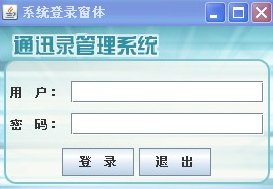 系统登录窗体
通迅录管理系统
用 户：
密 码：
登 录 退 出